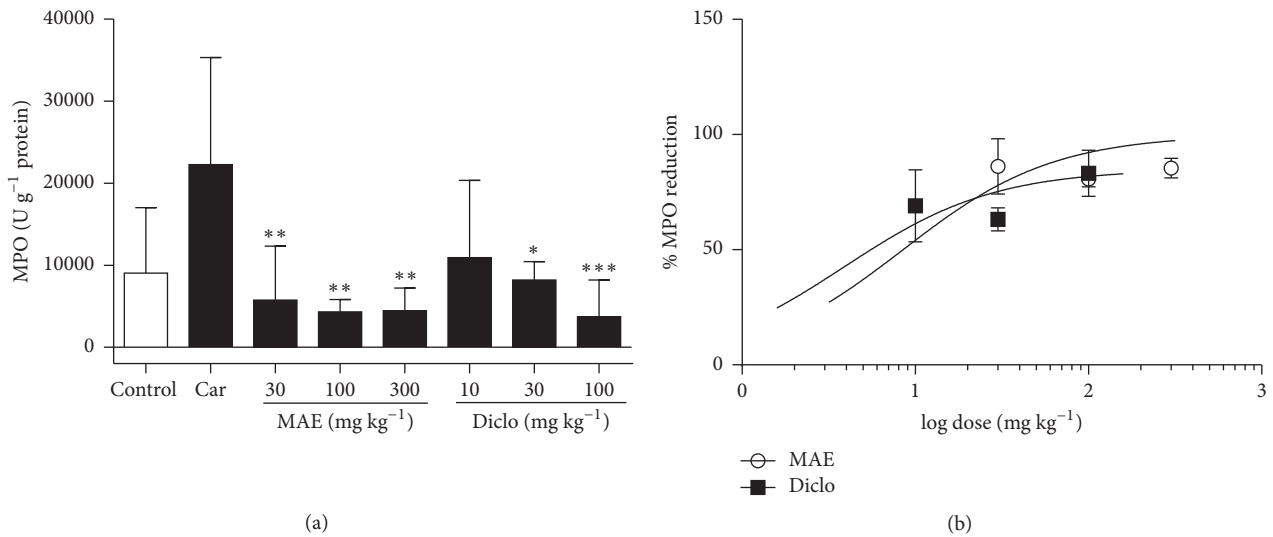 40000
30000
20000
10000
0
MPO (U g⁻¹ protein)
**
**
**
*
***
Control Car 30 100 300 10 30 100
MAE (mg kg⁻¹) Diclo (mg kg⁻¹)
(a)
150
100
50
0
% MPO reduction
0 1 2 3
log dose (mg kg⁻¹)
MAE
Diclo
(b)